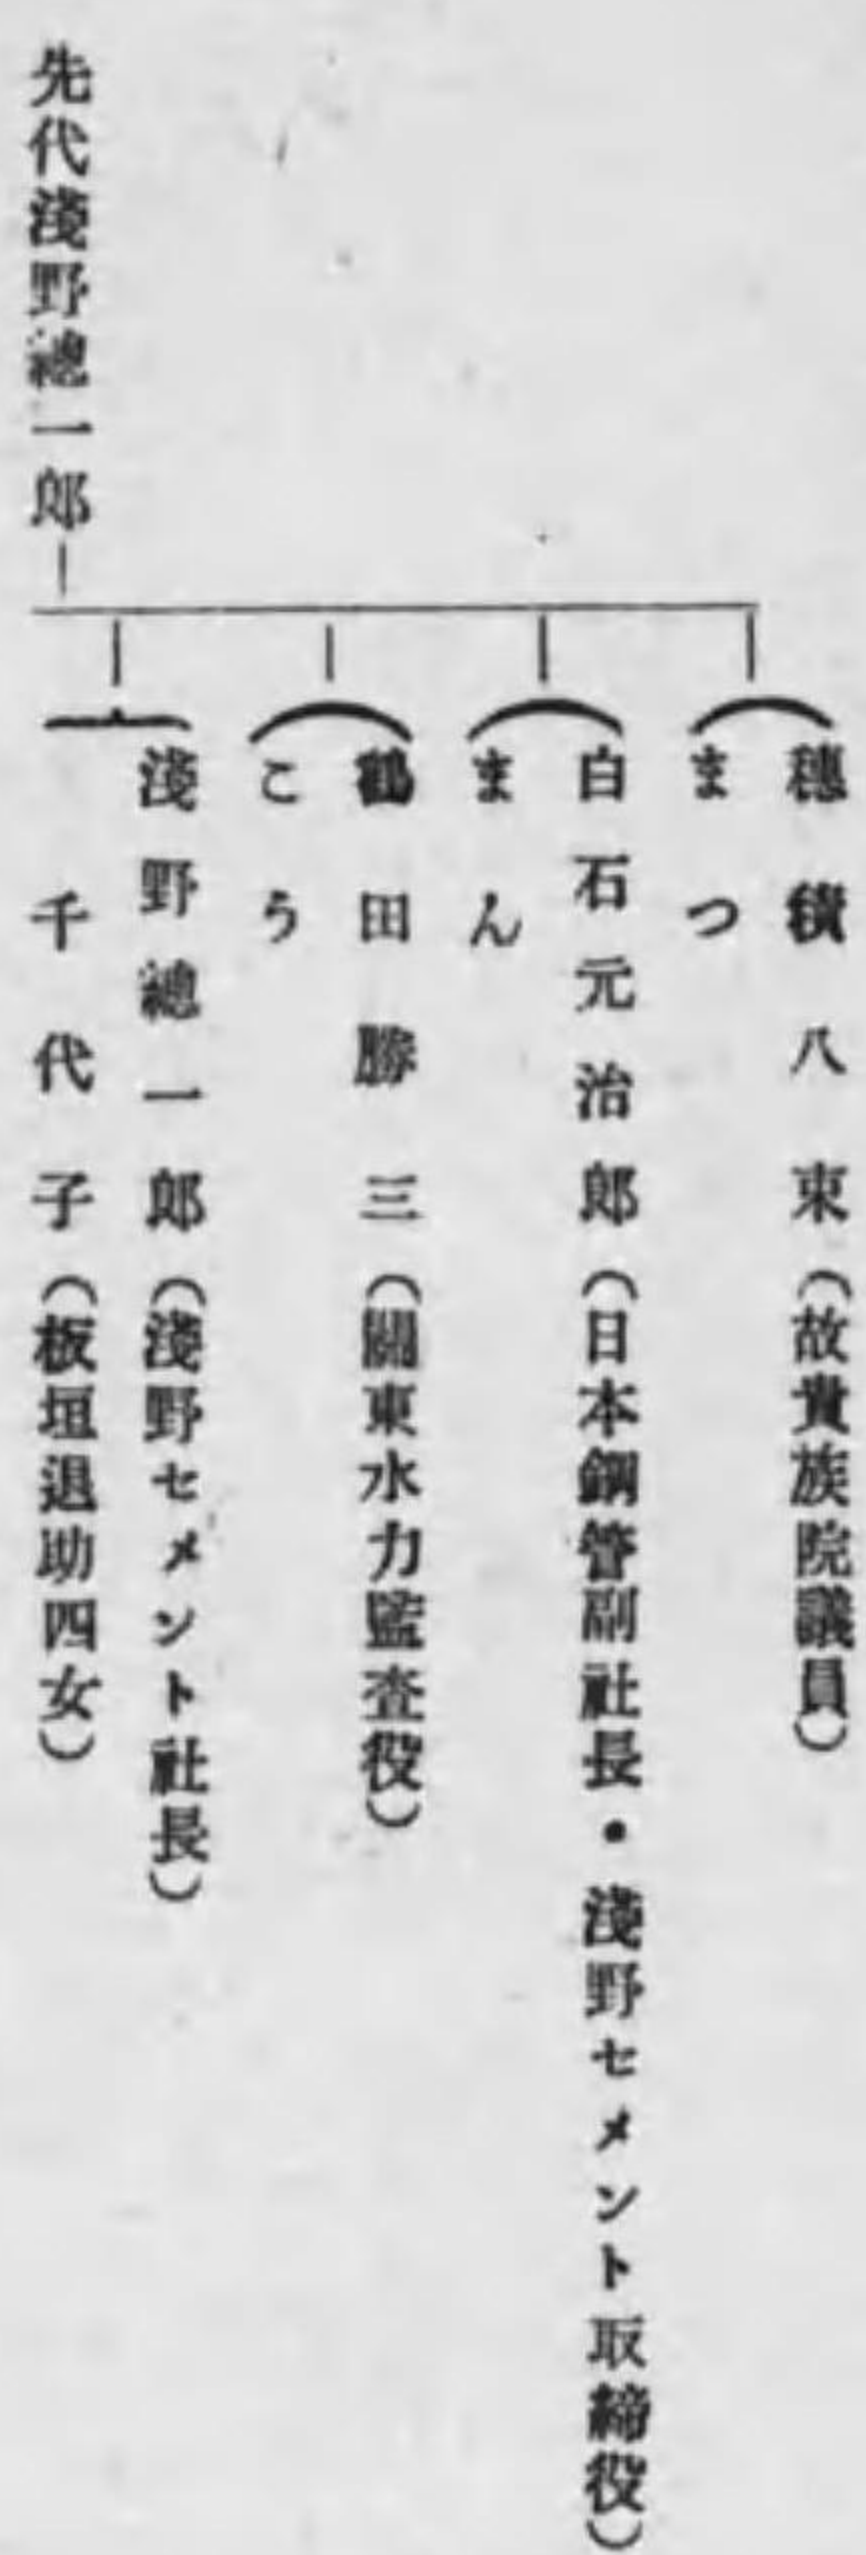 穗積八束（故貴族院議員）
まつ
白石元治郎（日本鋼管副社長・淺野セメント取締役）
まん
鶴田勝三（關東水力監査役）
こう
淺野總一郎（淺野セメント社長）
千代子（板垣退助四女）
先代淺野總一郎